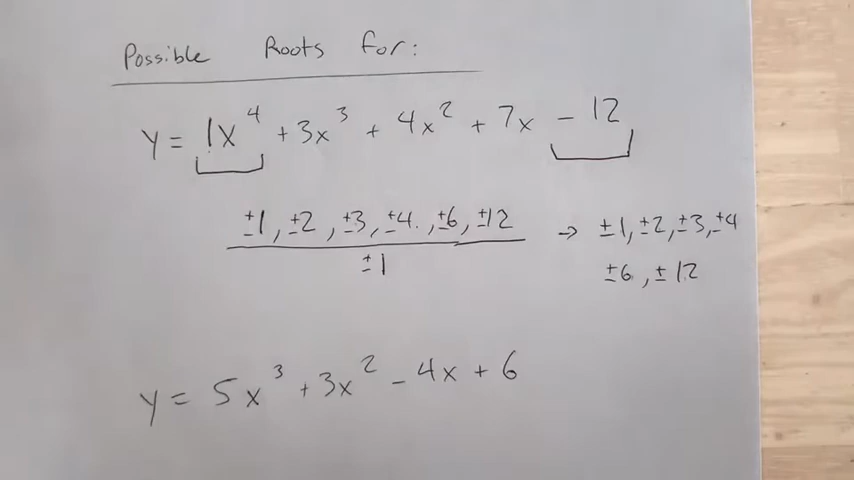 Possible Roots for:
y = 1x⁴ + 3x³ + 4x² + 7x - 12
±1, ±2, ±3, ±4, ±6, ±12 → ±1, ±2, ±3, ±4
±1 ±6, ±12
y = 5x³ + 3x² - 4x + 6